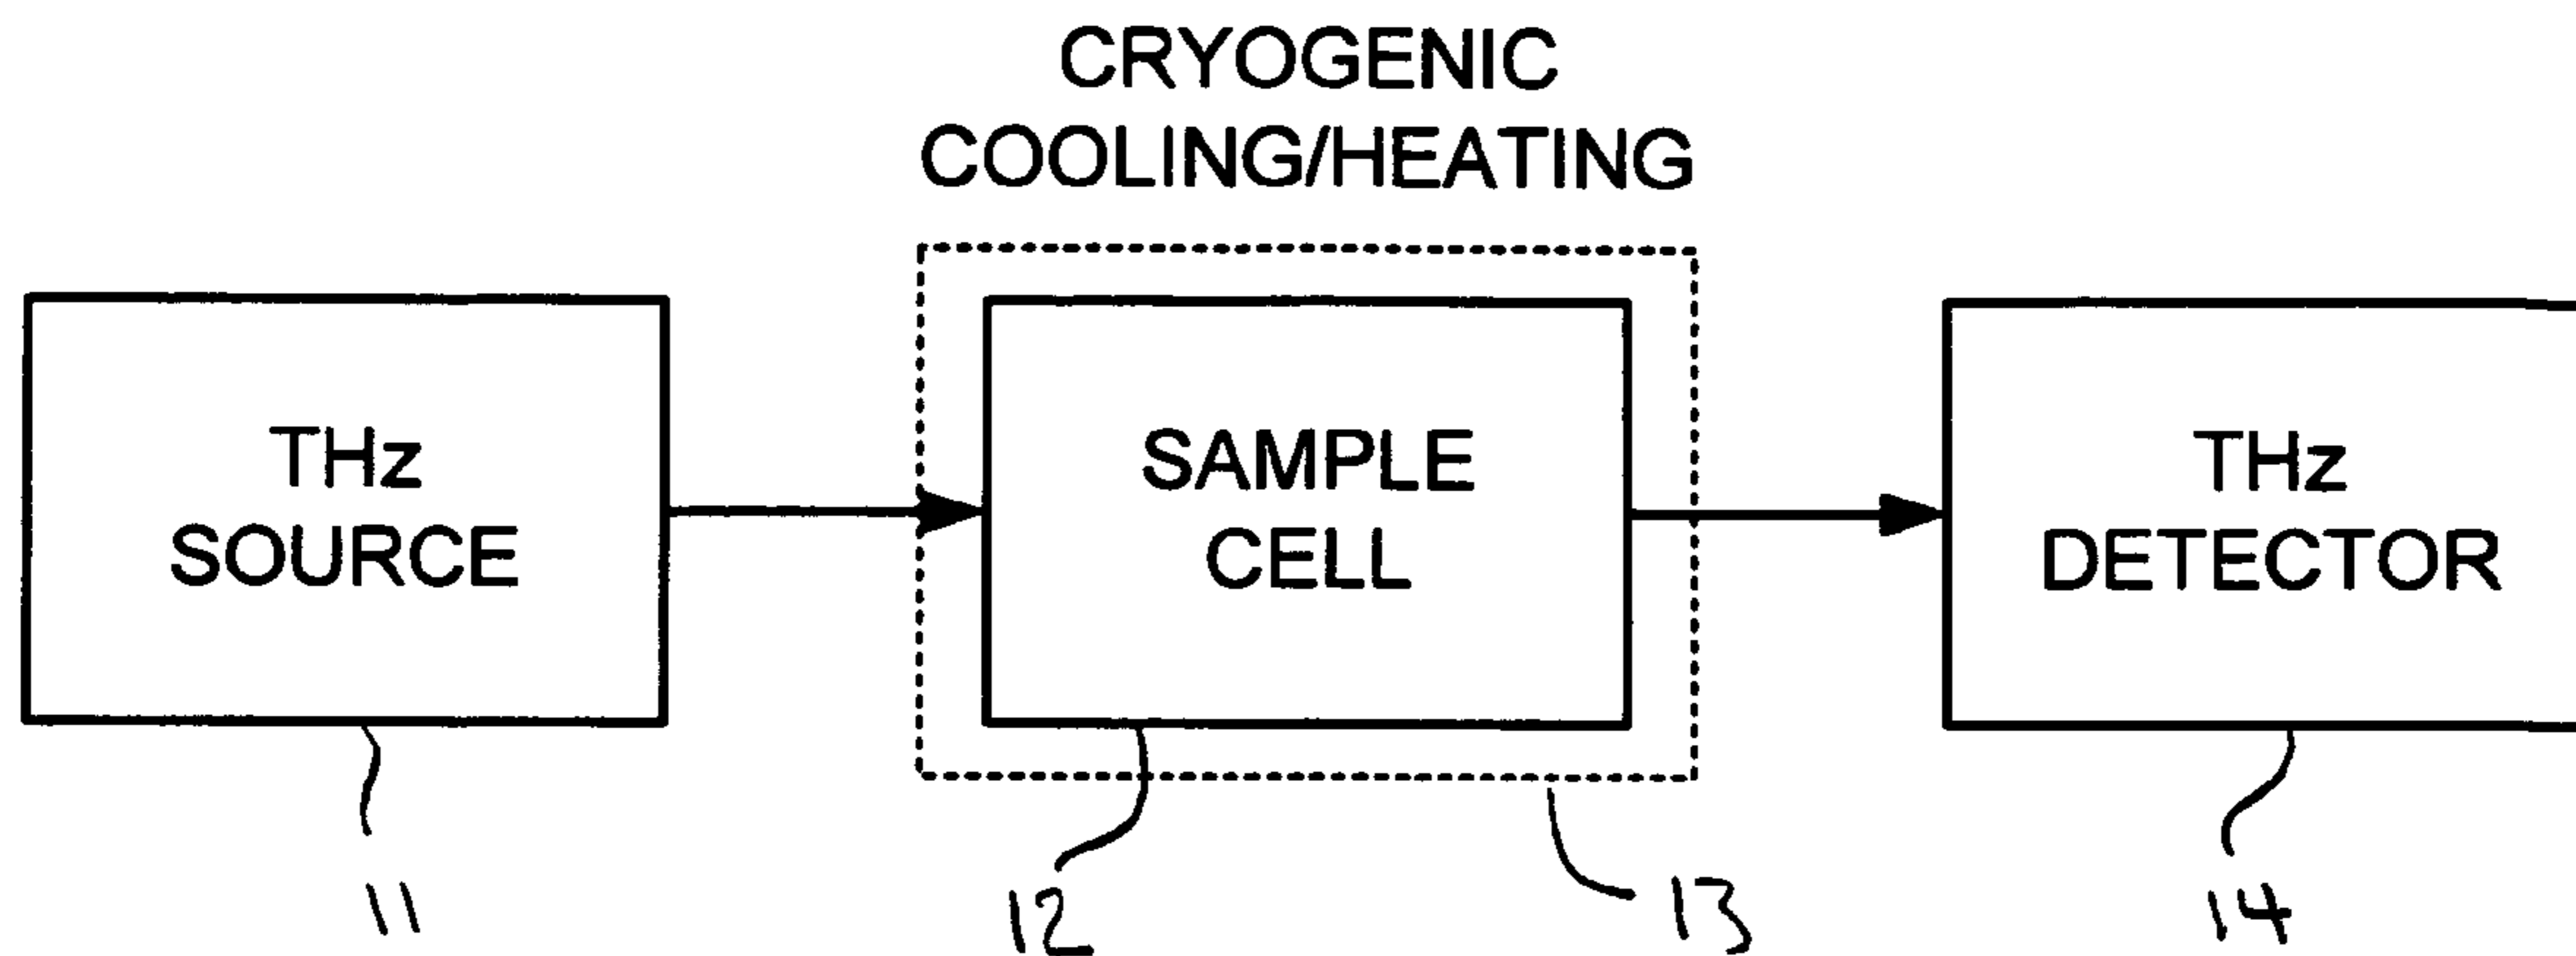 CRYOGENIC
COOLING/HEATING
THz
SOURCE
SAMPLE
CELL
THz
DETECTOR
11
12
13
14